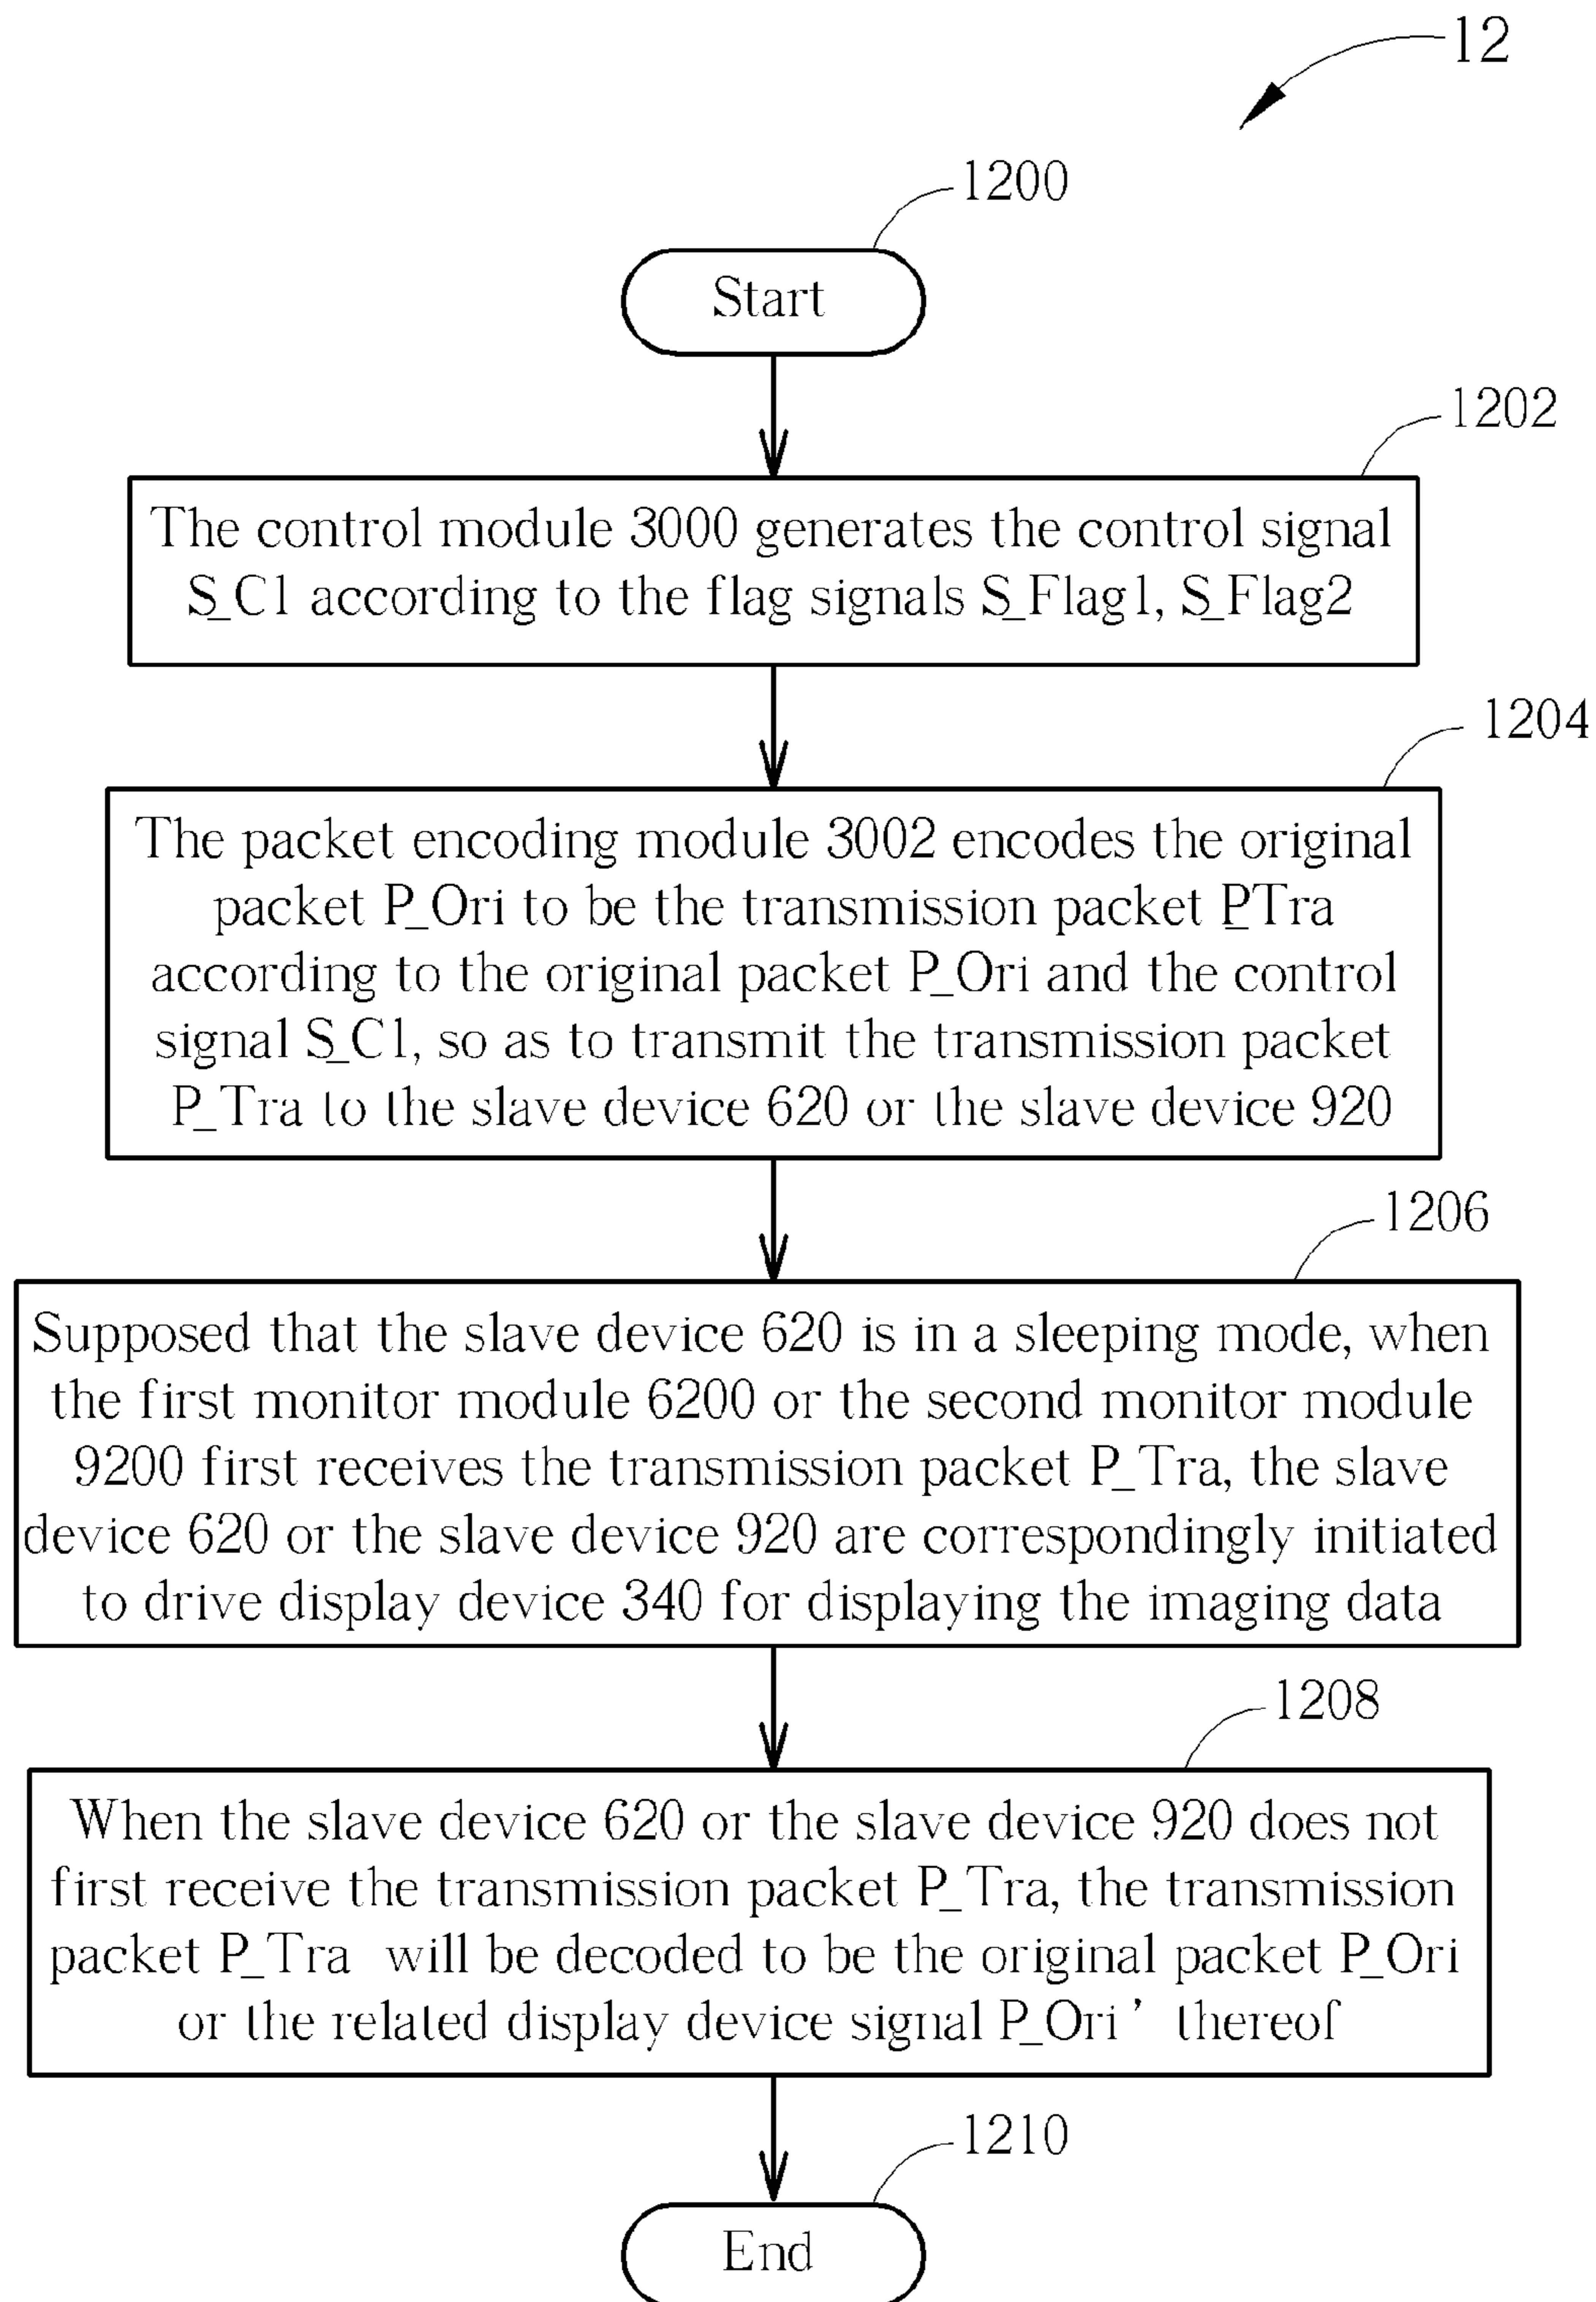 12
1200
Start
1202
The control module 3000 generates the control signal
S_C1 according to the flag signals S_Flag1, S_Flag2
1204
The packet encoding module 3002 encodes the original
packet P_Ori to be the transmission packet P_Tra
according to the original packet P_Ori and the control
signal S_C1, so as to transmit the transmission packet
P_Tra to the slave device 620 or the slave device 920
1206
Supposed that the slave device 620 is in a sleeping mode, when
the first monitor module 6200 or the second monitor module
9200 first receives the transmission packet P_Tra, the slave
device 620 or the slave device 920 are correspondingly initiated
to drive display device 340 for displaying the imaging data
1208
When the slave device 620 or the slave device 920 does not
first receive the transmission packet P_Tra, the transmission
packet P_Tra will be decoded to be the original packet P_Ori
or the related display device signal P_Ori' thereof
1210
End